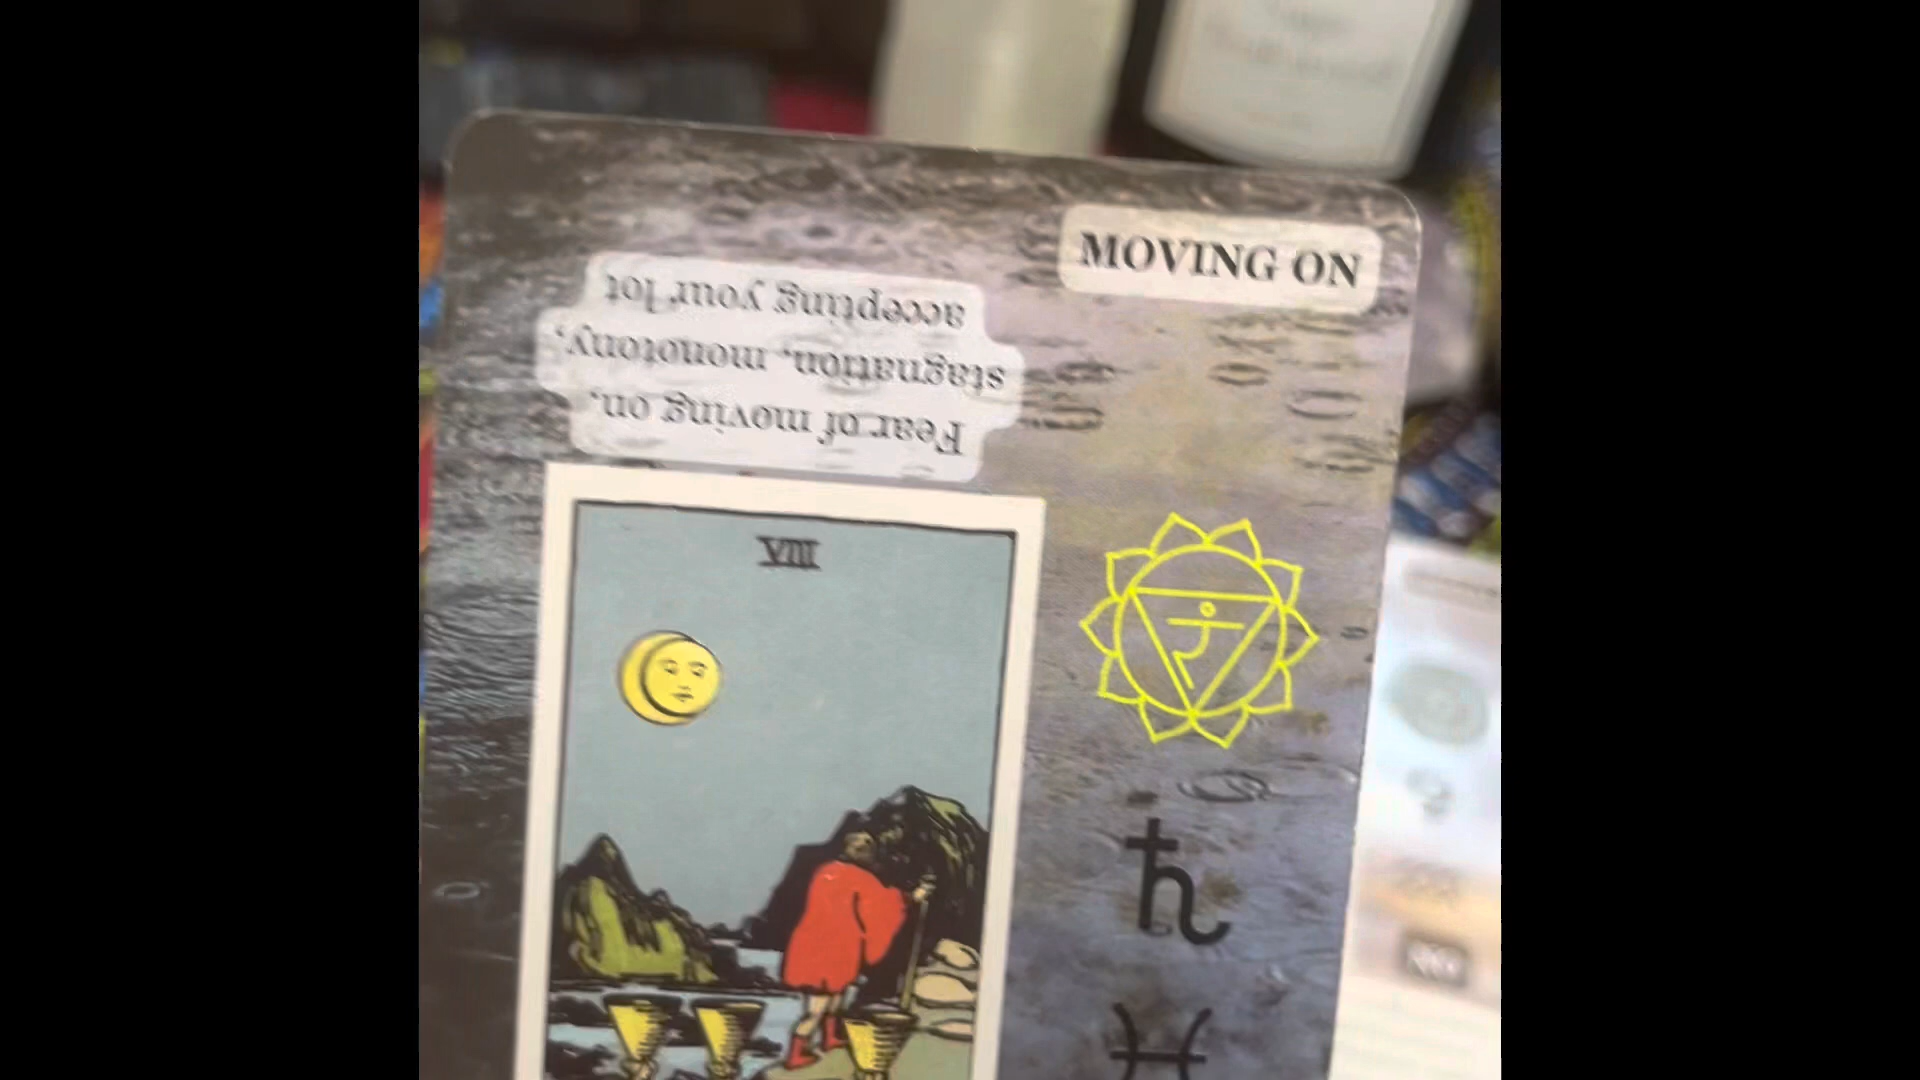 MOVING ON
Fear of moving on,
stagnation, monotony,
accepting your lot
VIII